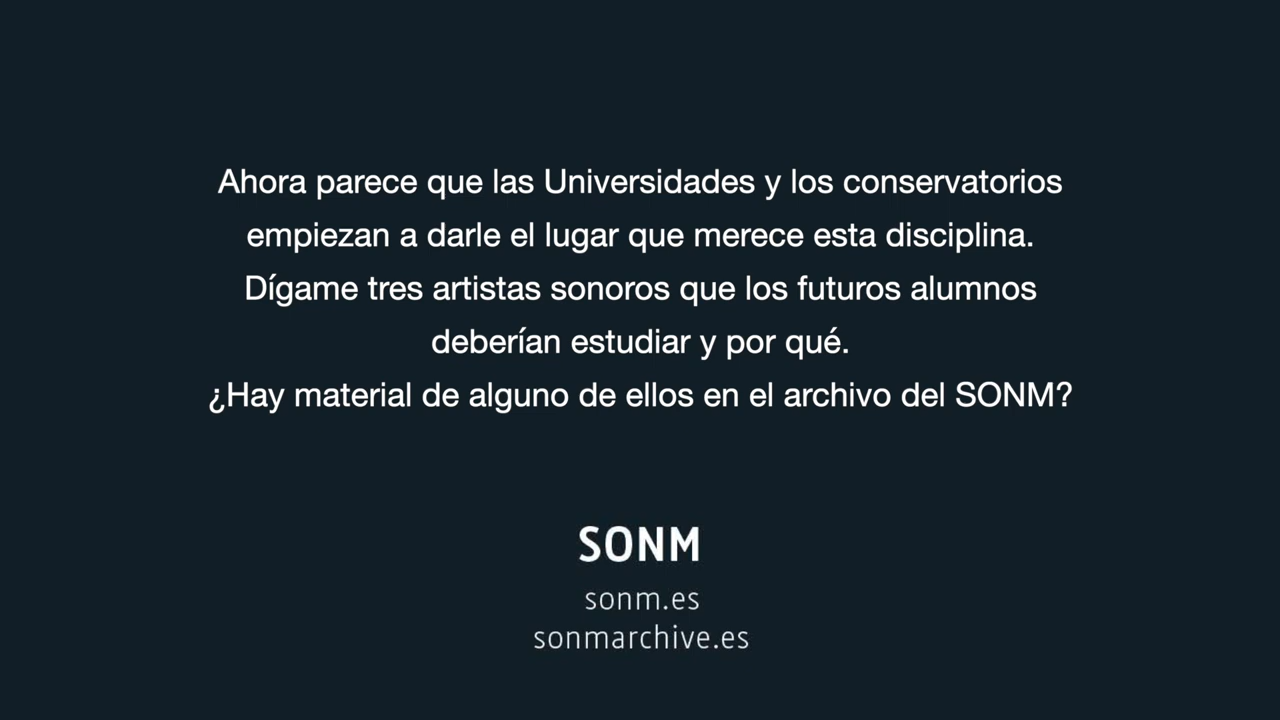 Ahora parece que las Universidades y los conservatorios
empiezan a darle el lugar que merece esta disciplina.
Dígame tres artistas sonoros que los futuros alumnos
deberían estudiar y por qué.
¿Hay material de alguno de ellos en el archivo del SONM?
SONM
sonm.es
sonmarchive.es